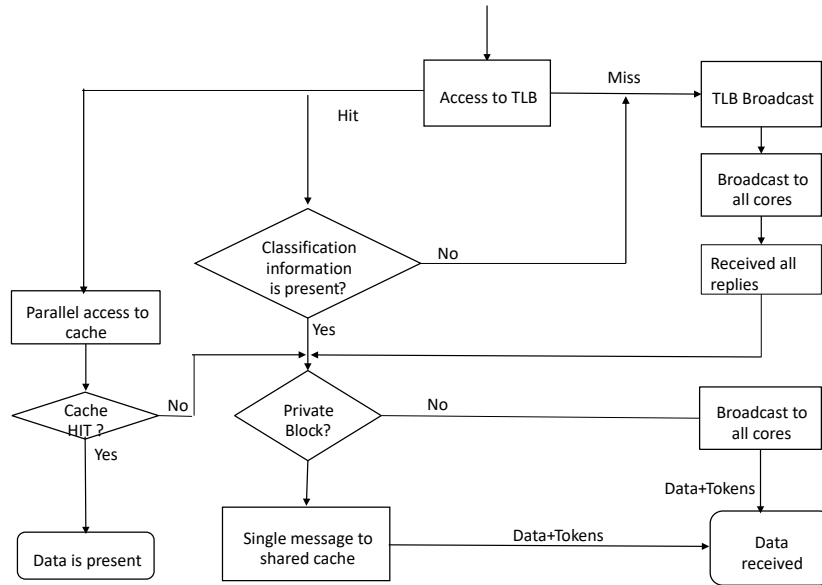 Access to TLB
Miss
TLB Broadcast
Hit
Broadcast to
all cores
Classification
information
is present?
No
Received all
replies
Parallel access to
cache
Yes
Cache
HIT ?
No
Private
Block?
No
Broadcast to
all cores
Yes
Data+Tokens
Single message to
shared cache
Data+Tokens
Data
received
Data is present